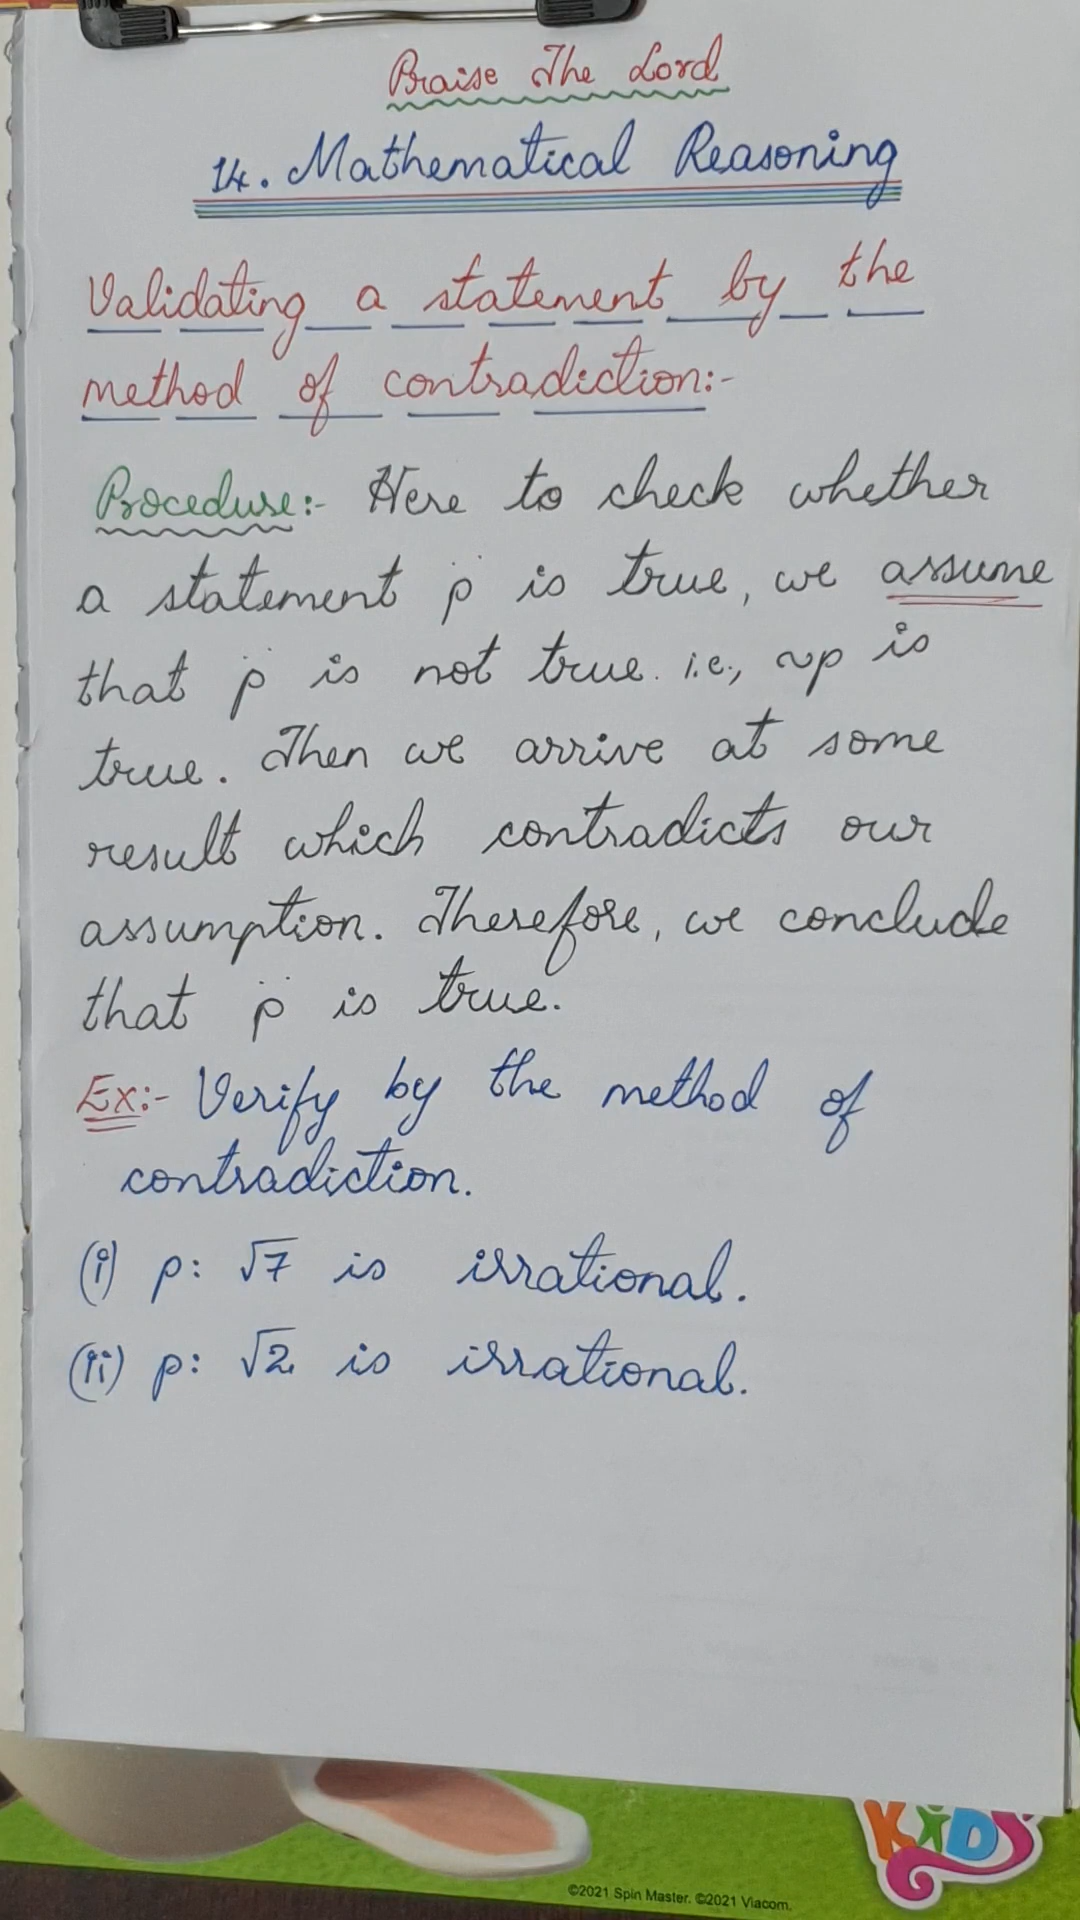 Praise The Lord
14. Mathematical Reasoning
Validating a statement by the
method of contradiction:-
Procedure:- Here to check whether
a statement p is true, we assume
that p is not true. i.e., ~p is
true. Then we arrive at some
result which contradicts our
assumption. Therefore, we conclude
that p is true.
Ex:- Verify by the method of
contradiction.
(i) p: √7 is irrational.
(ii) p: √2 is irrational.
KiDS
©2021 Spin Master. ©2021 Viacom.